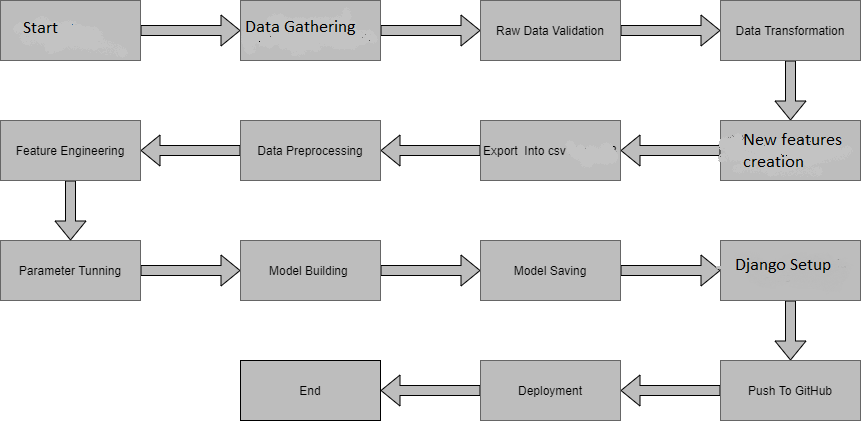 Start
Data Gathering
Raw Data Validation
Data Transformation
New features
creation
Export Into csv
Data Preprocessing
Feature Engineering
Parameter Tunning
Model Building
Model Saving
Django Setup
Push To GitHub
Deployment
End